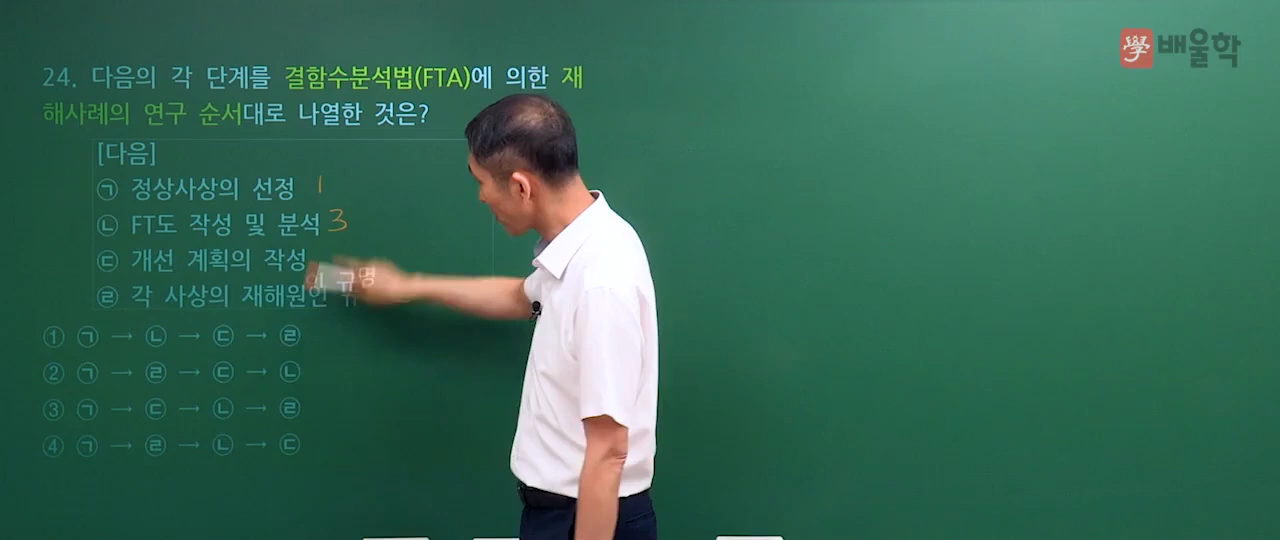 學 배울학
24. 다음의 각 단계를 결함수분석법(FTA)에 의한 재
해사례의 연구 순서대로 나열한 것은?
[다음]
㉠ 정상사상의 선정 1
㉡ FT도 작성 및 분석 3
㉢ 개선 계획의 작성
㉣ 각 사상의 재해원인 규명
① ㉠ → ㉡ → ㉢ → ㉣
② ㉠ → ㉣ → ㉢ → ㉡
③ ㉠ → ㉢ → ㉡ → ㉣
④ ㉠ → ㉣ → ㉡ → ㉢